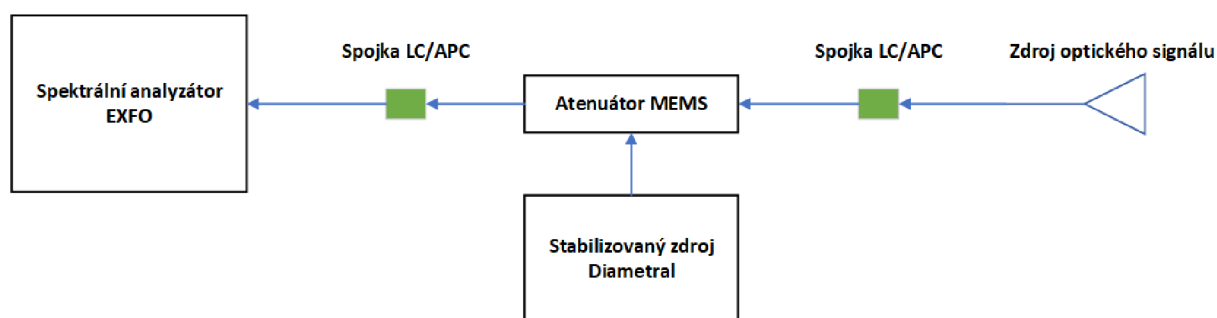 Spojka LC/APC
Spojka LC/APC
Zdroj optického signálu
Spektrální analyzátor
EXFO
Atenuátor MEMS
Stabilizovaný zdroj
Diametral